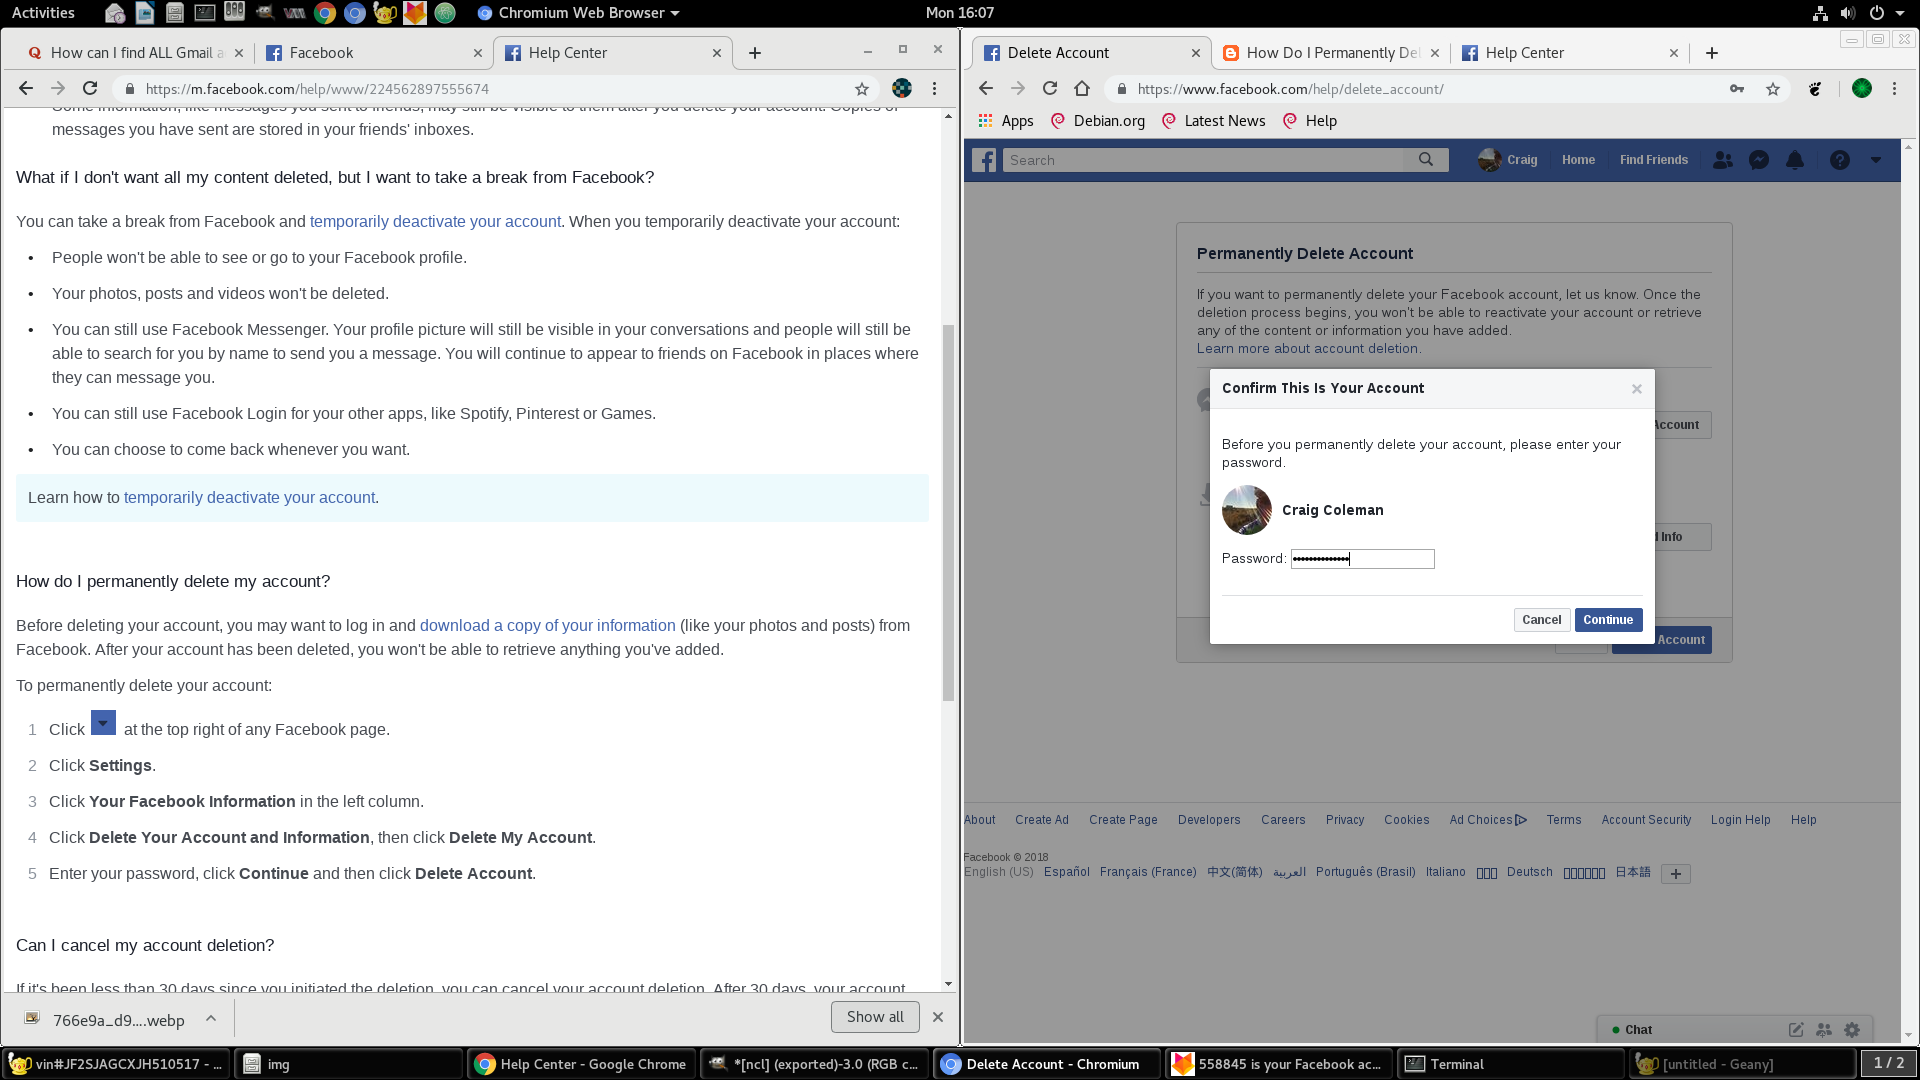 Activities
Chromium Web Browser
Mon 16:07
How can I find ALL Gmail a
Facebook
Help Center
https://m.facebook.com/help/www/224562897555674
Some information, like messages you sent to friends, may still be visible to them after you delete your account. Copies of
messages you have sent are stored in your friends' inboxes.
What if I don't want all my content deleted, but I want to take a break from Facebook?
You can take a break from Facebook and temporarily deactivate your account. When you temporarily deactivate your account:
• People won't be able to see or go to your Facebook profile.
• Your photos, posts and videos won't be deleted.
• You can still use Facebook Messenger. Your profile picture will still be visible in your conversations and people will still be
able to search for you by name to send you a message. You will continue to appear to friends on Facebook in places where
they can message you.
• You can still use Facebook Login for your other apps, like Spotify, Pinterest or Games.
• You can choose to come back whenever you want.
Learn how to temporarily deactivate your account.
How do I permanently delete my account?
Before deleting your account, you may want to log in and download a copy of your information (like your photos and posts) from
Facebook. After your account has been deleted, you won't be able to retrieve anything you've added.
To permanently delete your account:
1 Click at the top right of any Facebook page.
2 Click Settings.
3 Click Your Facebook Information in the left column.
4 Click Delete Your Account and Information, then click Delete My Account.
5 Enter your password, click Continue and then click Delete Account.
Can I cancel my account deletion?
If it's been less than 30 days since you initiated the deletion, you can cancel your account deletion. After 30 days, your account
766e9a_d9....webp
Show all
Delete Account
How Do I Permanently De
Help Center
https://www.facebook.com/help/delete_account/
Apps
Debian.org
Latest News
Help
Search
Craig
Home
Find Friends
Permanently Delete Account
If you want to permanently delete your Facebook account, let us know. Once the
deletion process begins, you won't be able to reactivate your account or retrieve
any of the content or information you have added.
Learn more about account deletion.
Account
Info
Account
Confirm This Is Your Account
Before you permanently delete your account, please enter your
password.
Craig Coleman
Password:
Cancel
Continue
About Create Ad Create Page Developers Careers Privacy Cookies Ad Choices Terms Account Security Login Help Help
Facebook © 2018
English (US) Español Français (France) 中文(简体) العربية Português (Brasil) Italiano Deutsch 日本語
Chat
vin#JF2SJAGCXJH510517 - ...
img
Help Center - Google Chrome
*[ncl] (exported)-3.0 (RGB c...
Delete Account - Chromium
558845 is your Facebook ac...
Terminal
[untitled - Geany]
1 / 2